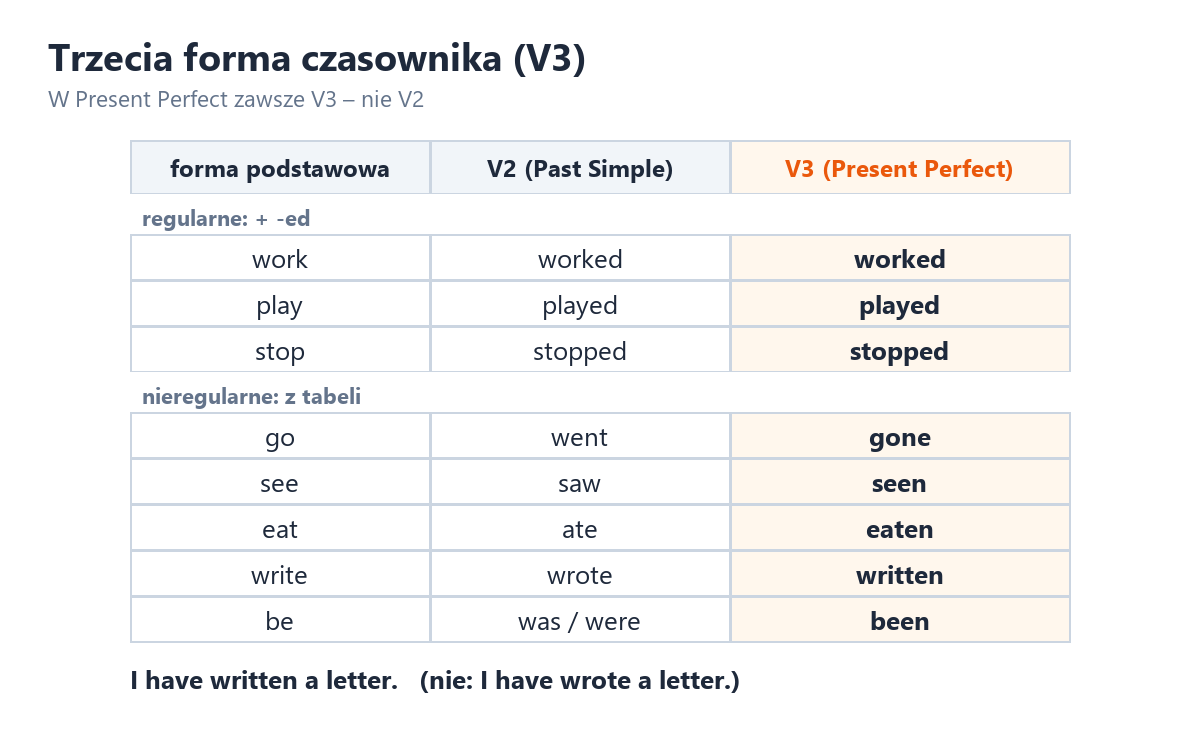 Trzecia forma czasownika (V3)
W Present Perfect zawsze V3 – nie V2
forma podstawowa V2 (Past Simple) V3 (Present Perfect)
regularne: + -ed
work worked worked
play played played
stop stopped stopped
nieregularne: z tabeli
go went gone
see saw seen
eat ate eaten
write wrote written
be was / were been
I have written a letter. (nie: I have wrote a letter.)